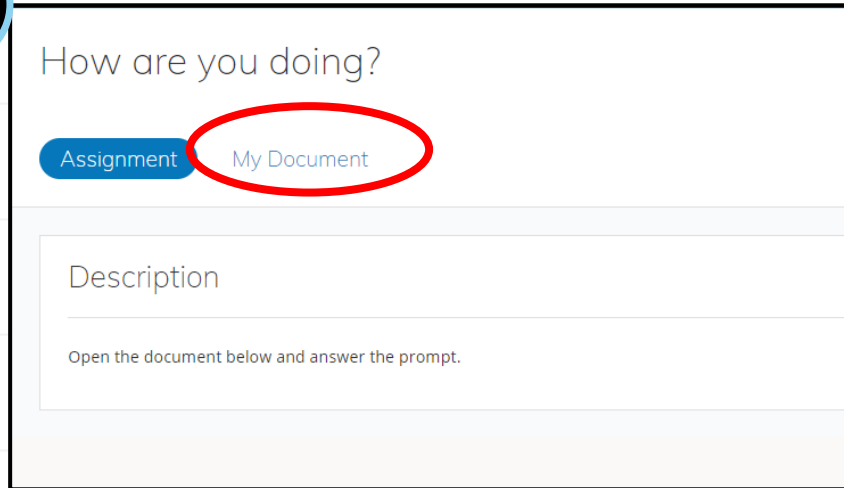 How are you doing?
Assignment My Document
Description
Open the document below and answer the prompt.